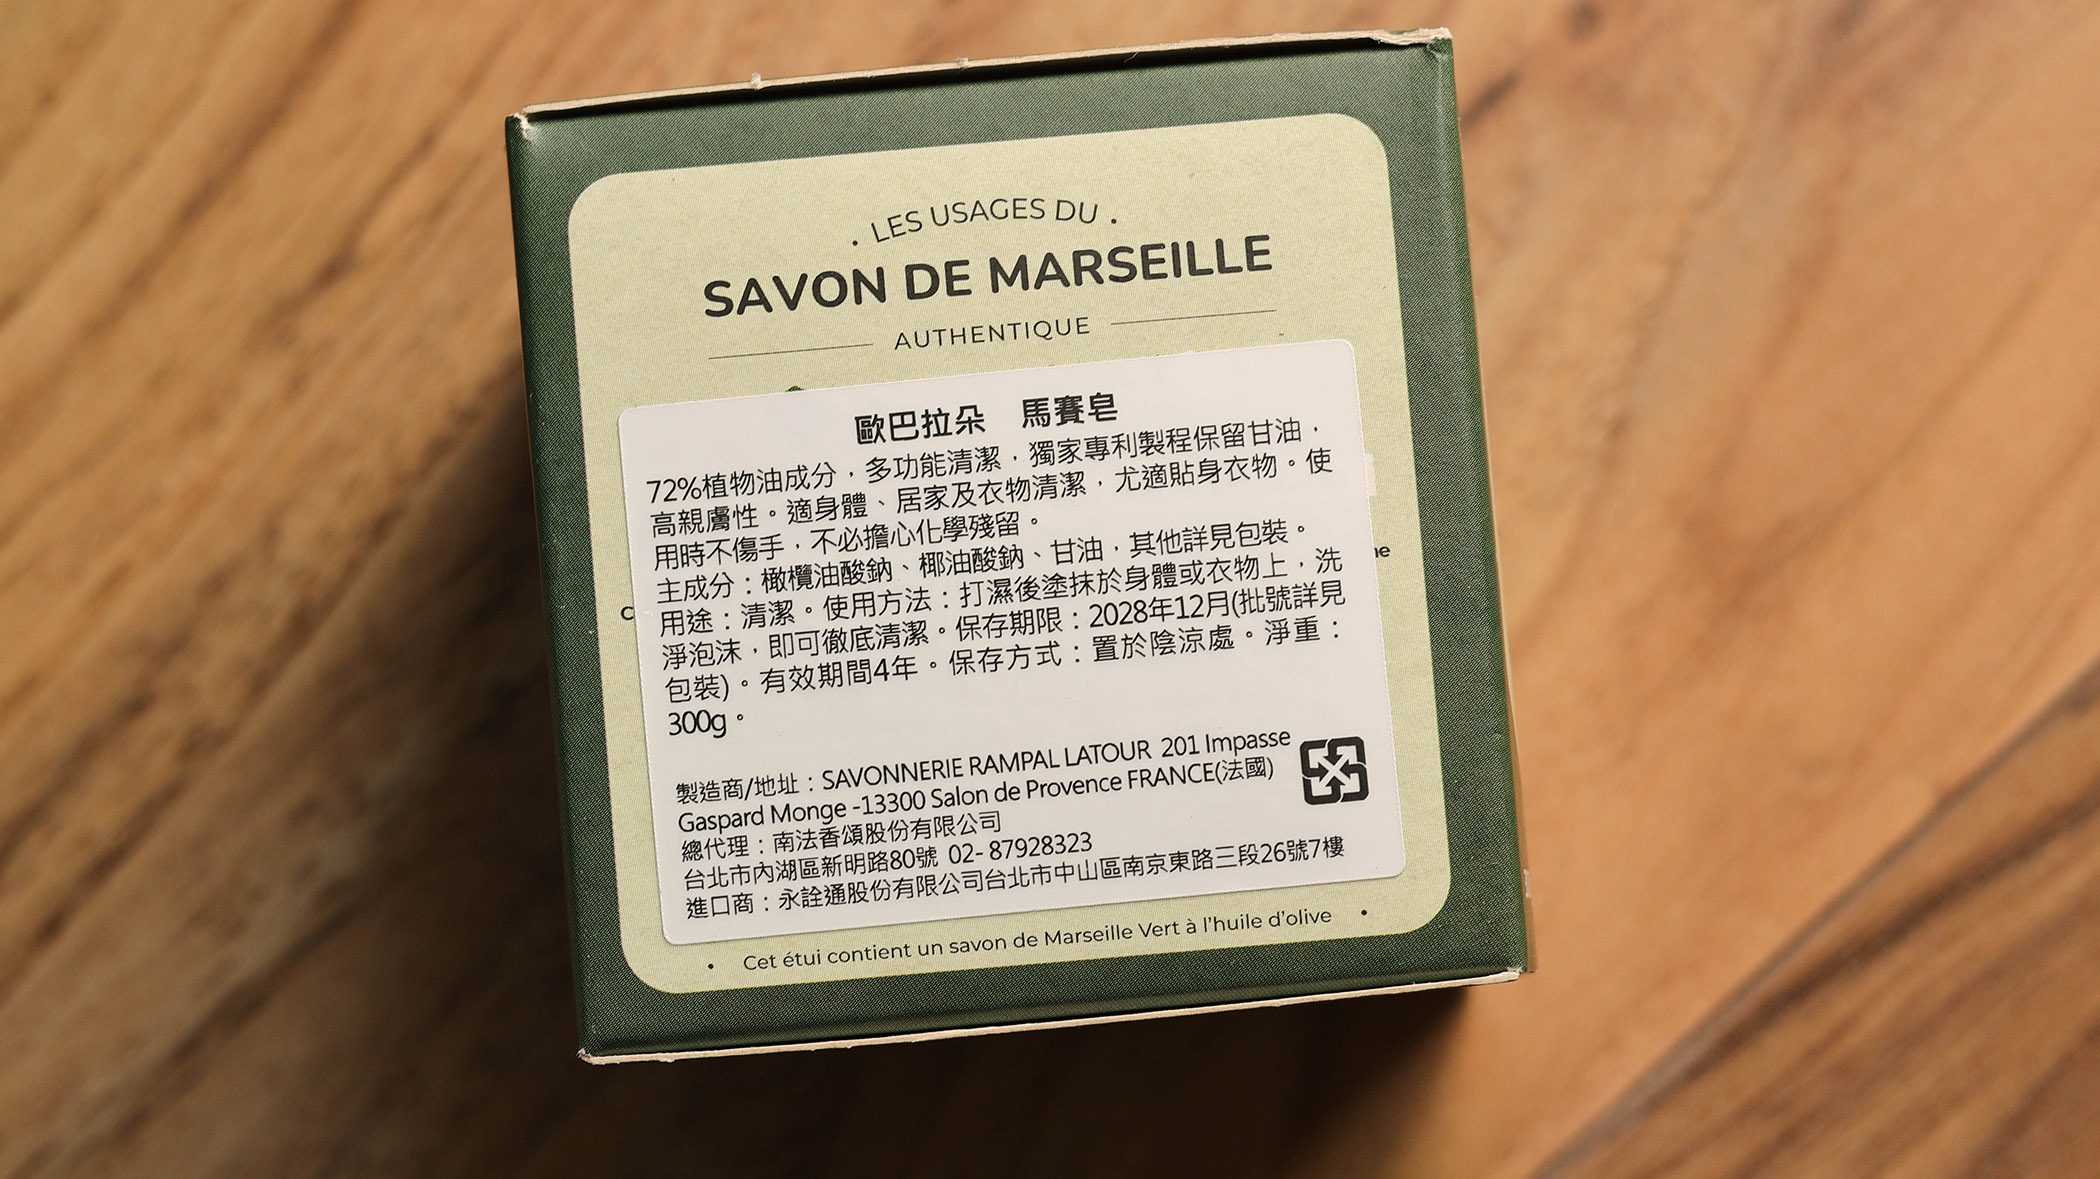 LES USAGES DU
SAVON DE MARSEILLE
AUTHENTIQUE
歐巴拉朵 馬賽皂
72%植物油成分，多功能清潔，獨家專利製程保留甘油，
高親膚性。適身體、居家及衣物清潔，尤適貼身衣物。使
用時不傷手，不必擔心化學殘留。
主成分：橄欖油酸鈉、椰油酸鈉、甘油，其他詳見包裝。
用途：清潔。使用方法：打濕後塗抹於身體或衣物上，洗
淨泡沫，即可徹底清潔。保存期限：2028年12月(批號詳見
包裝)。有效期間4年。保存方式：置於陰涼處。淨重：
300g。
製造商/地址：SAVONNERIE RAMPAL LATOUR 201 Impasse
Gaspard Monge -13300 Salon de Provence FRANCE(法國)
總代理：南法香頌股份有限公司
台北市內湖區新明路80號 02- 87928323
進口商：永詮通股份有限公司台北市中山區南京東路三段26號7樓
• Cet étui contient un savon de Marseille Vert à l'huile d'olive •